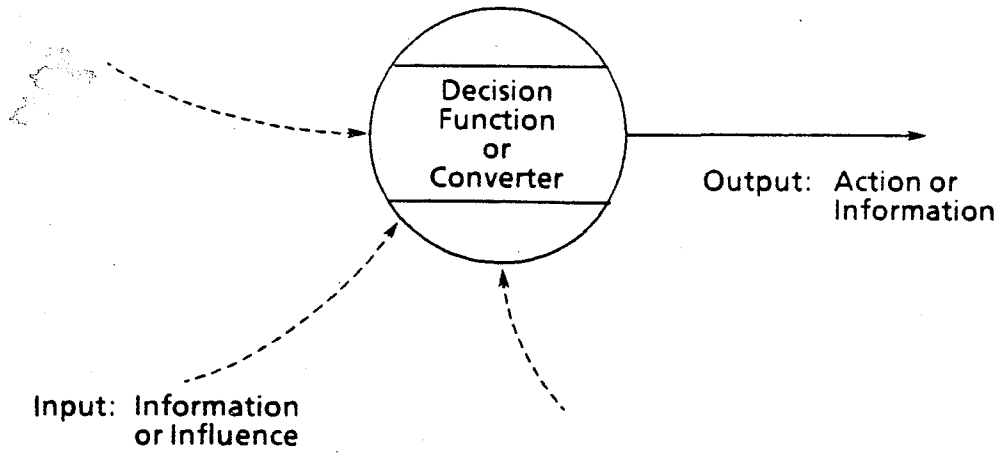 Decision
Function
or
Converter
Output: Action or
Information
Input: Information
or Influence